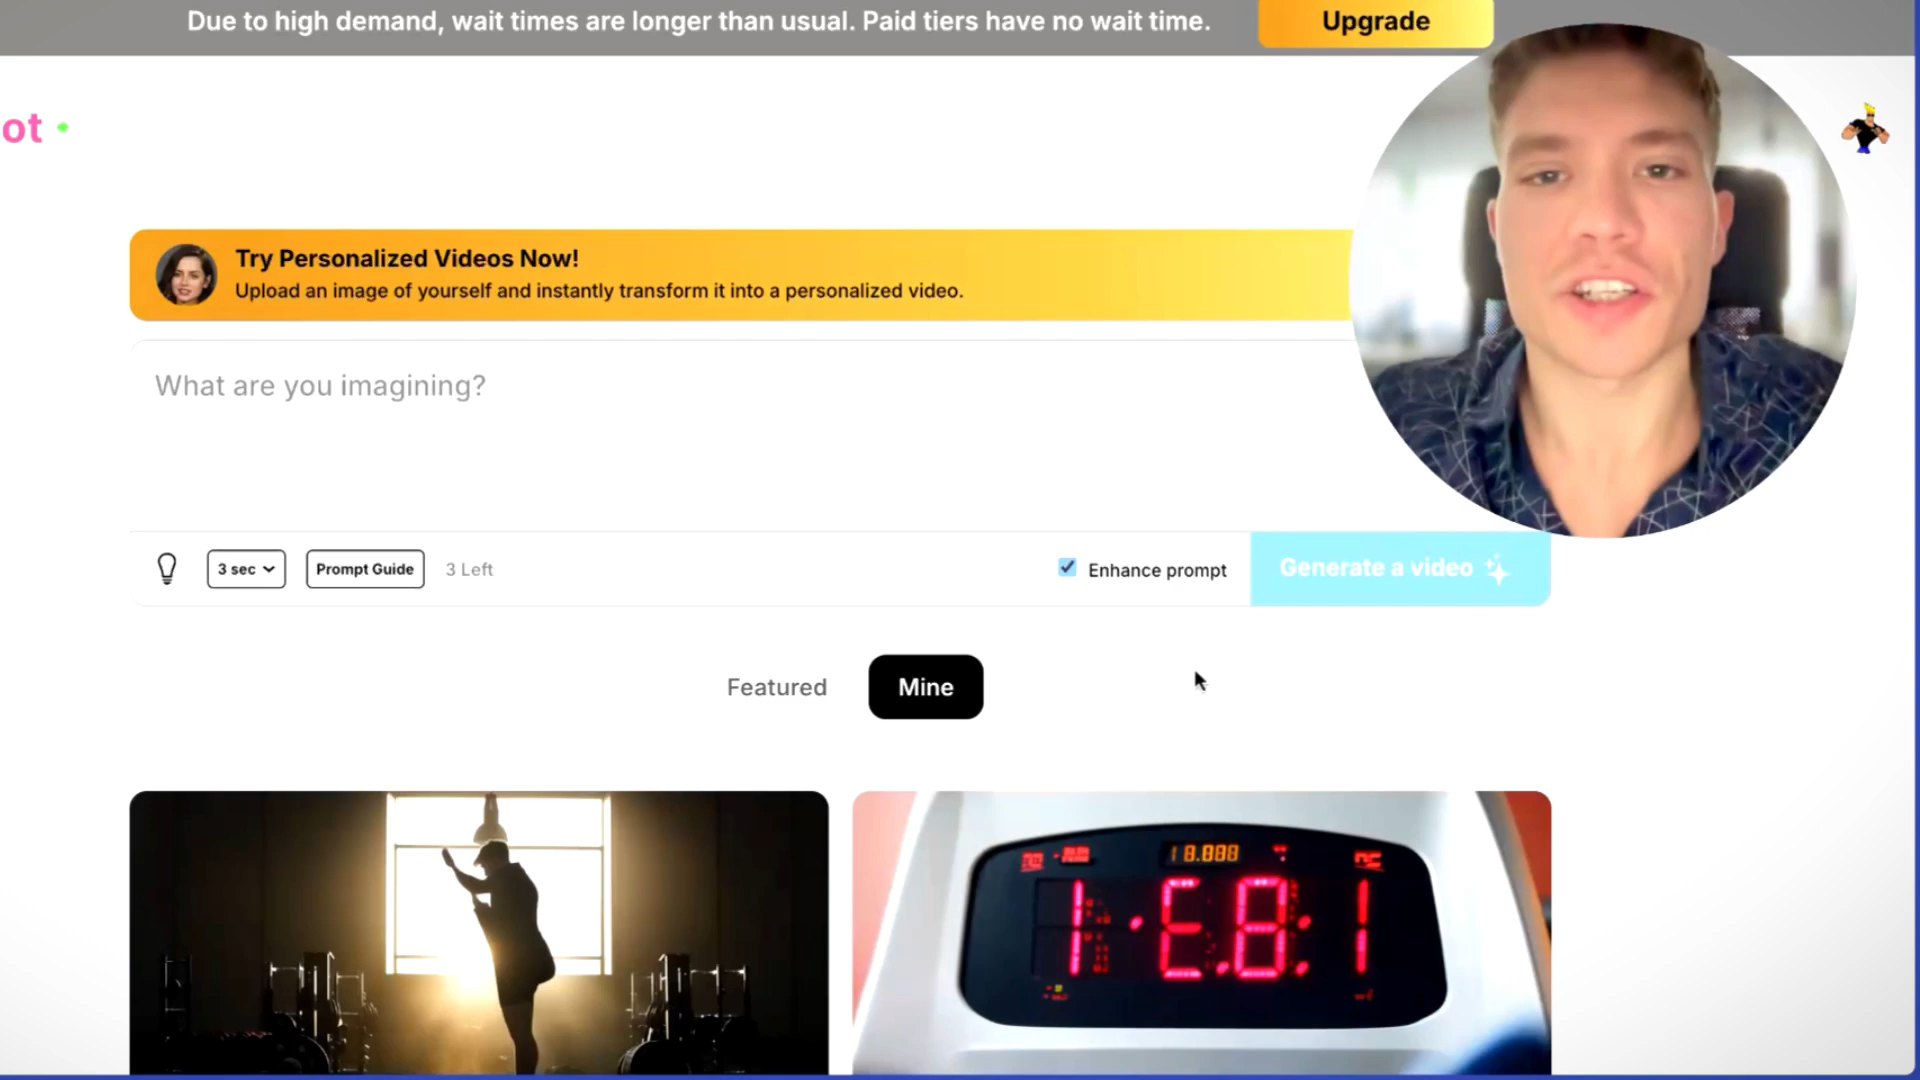 Due to high demand, wait times are longer than usual. Paid tiers have no wait time.
Upgrade
ot
Try Personalized Videos Now!
Upload an image of yourself and instantly transform it into a personalized video.
What are you imagining?
3 sec
Prompt Guide
3 Left
Enhance prompt
Generate a video
Featured
Mine